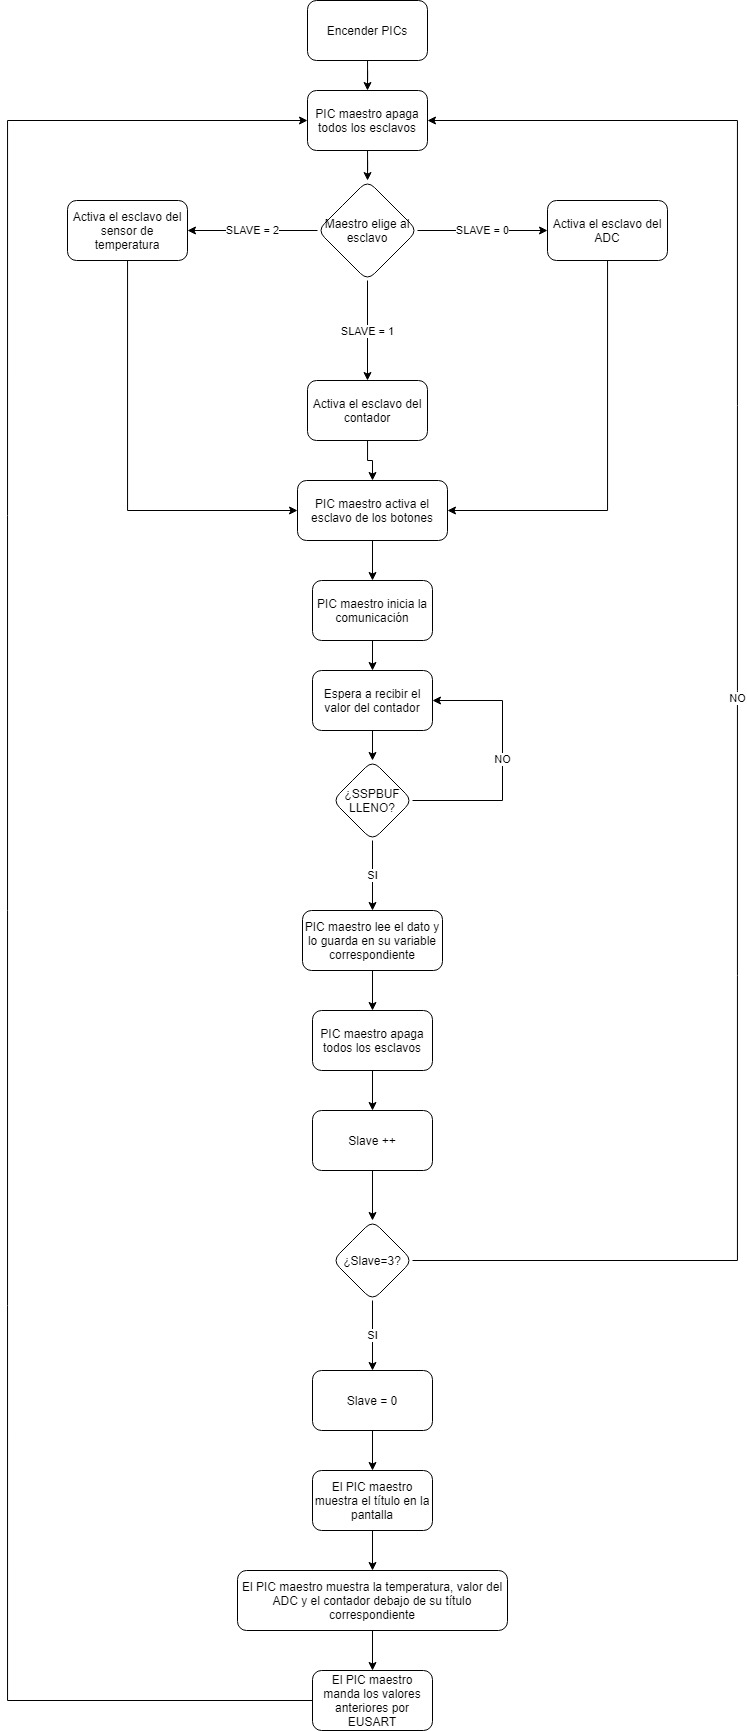 Encender PICs
PIC maestro apaga
todos los esclavos
Activa el esclavo del
sensor de
temperatura
SLAVE = 2
Maestro elige al
esclavo
SLAVE = 0
Activa el esclavo del
ADC
SLAVE = 1
Activa el esclavo del
contador
PIC maestro activa el
esclavo de los botones
PIC maestro inicia la
comunicación
Espera a recibir el
valor del contador
NO
NO
¿SSPBUF
LLENO?
SI
PIC maestro lee el dato y
lo guarda en su variable
correspondiente
PIC maestro apaga
todos los esclavos
Slave ++
¿Slave=3?
SI
Slave = 0
El PIC maestro
muestra el título en la
pantalla
El PIC maestro muestra la temperatura, valor del
ADC y el contador debajo de su título
correspondiente
El PIC maestro
manda los valores
anteriores por
EUSART